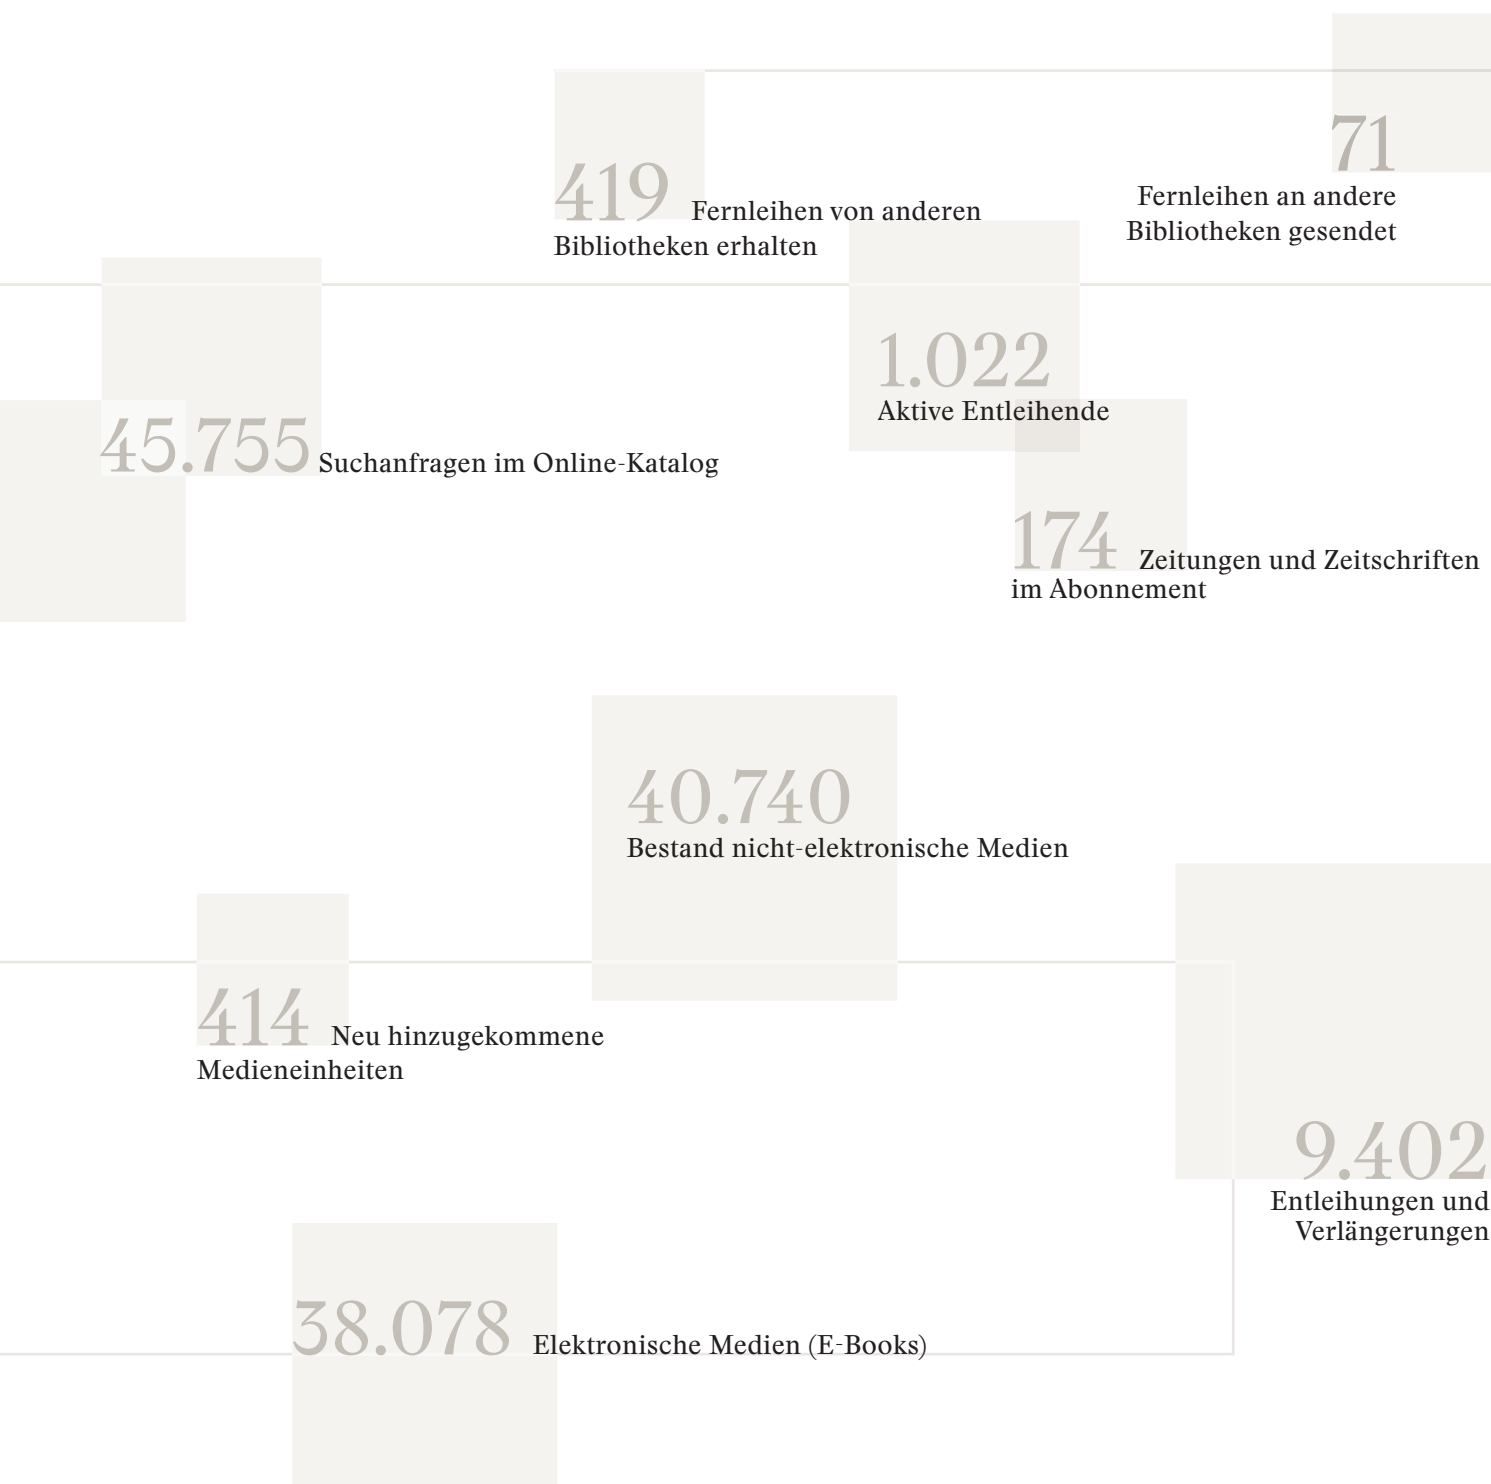 71
Fernleihen an andere
Bibliotheken gesendet
419 Fernleihen von anderen
Bibliotheken erhalten
1.022
Aktive Entleihende
45.755 Suchanfragen im Online-Katalog
174 Zeitungen und Zeitschriften
im Abonnement
40.740
Bestand nicht-elektronische Medien
414 Neu hinzugekommene
Medieneinheiten
9.402
Entleihungen und
Verlängerungen
38.078 Elektronische Medien (E-Books)